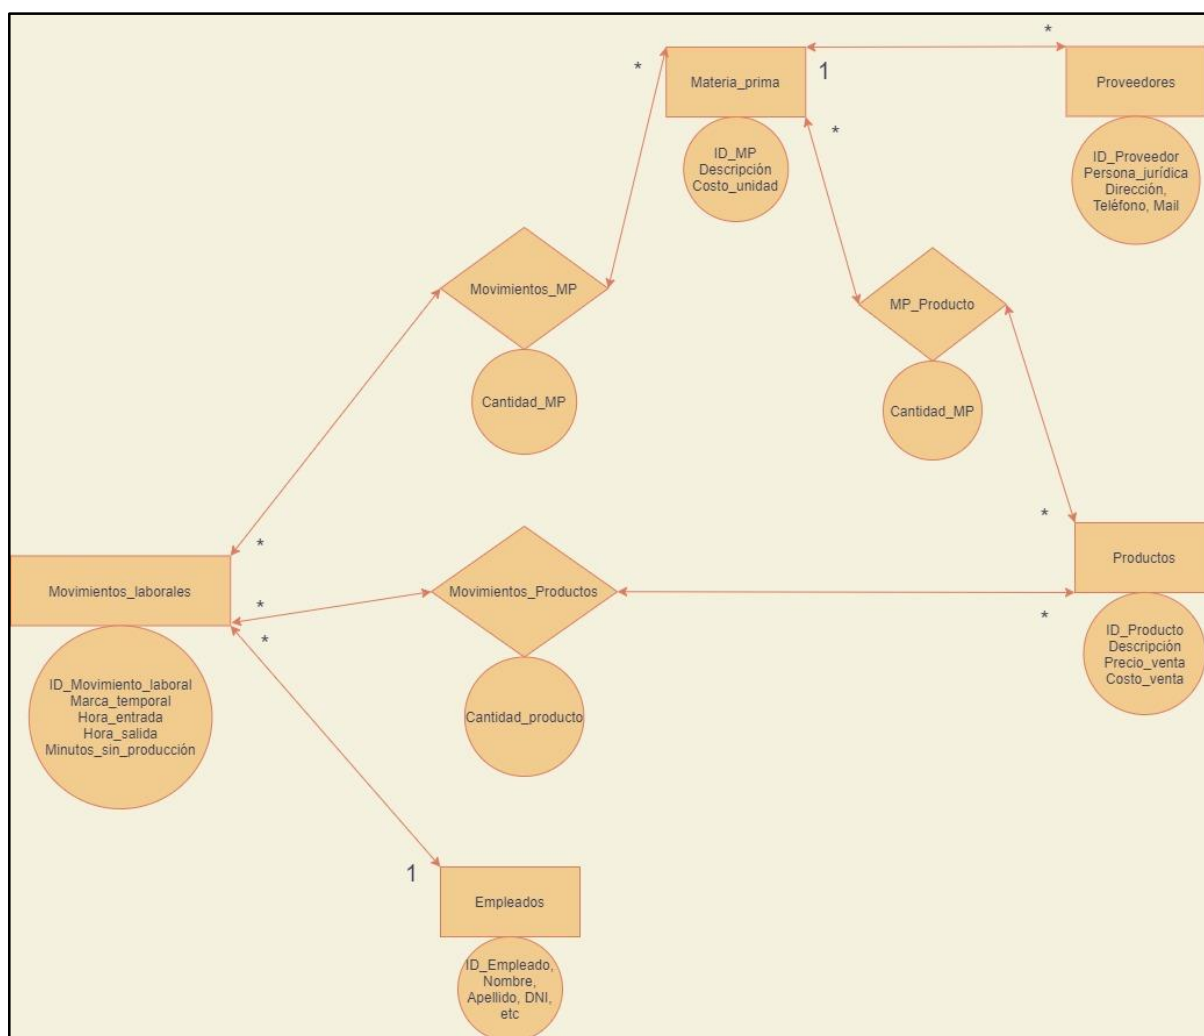 *
*
Materia_prima
1
Proveedores
*
*
ID_MP
Descripción
Costo_unidad
ID_Proveedor
Persona_jurídica
Dirección,
Teléfono, Mail
Movimientos_MP
MP_Producto
Cantidad_MP
Cantidad_MP
*
*
Movimientos_laborales
*
Movimientos_Productos
Productos
*
*
ID_Movimiento_laboral
Marca_temporal
Hora_entrada
Hora_salida
Minutos_sin_producción
Cantidad_producto
ID_Producto
Descripción
Precio_venta
Costo_venta
1
Empleados
ID_Empleado,
Nombre,
Apellido, DNI,
etc